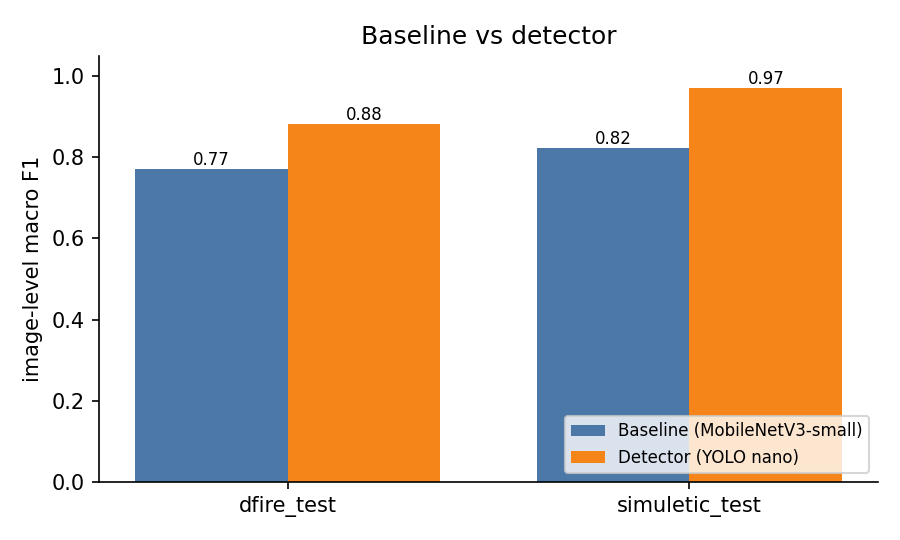 Baseline vs detector
image-level macro F1
1.0
0.8
0.6
0.4
0.2
0.0
0.77
0.88
0.82
0.97
Baseline (MobileNetV3-small)
Detector (YOLO nano)
dfire_test
simuletic_test